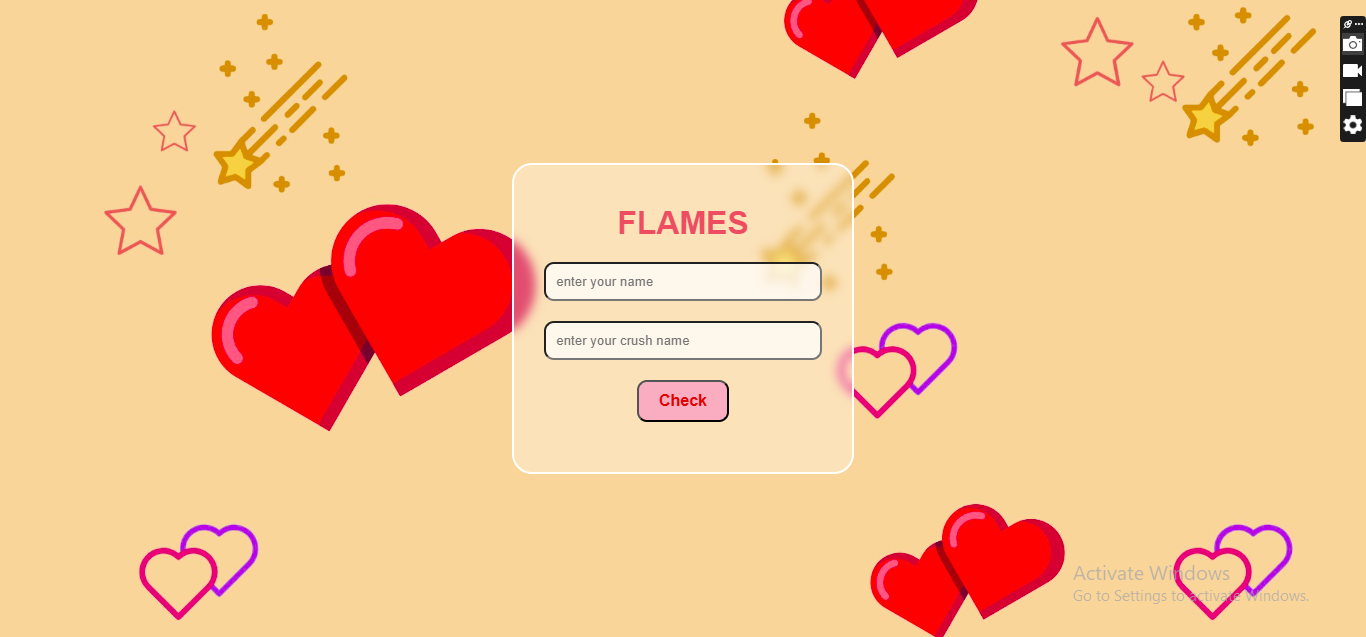 FLAMES
enter your name
enter your crush name
Check
Activate Windows
Go to Settings to activate Windows.